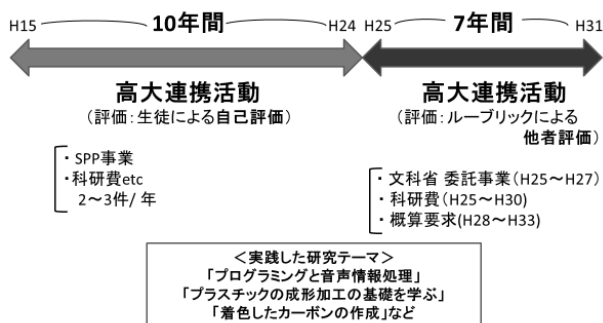 H15 10年間 H24 H25 7年間 H31
高大連携活動
(評価：生徒による自己評価)
・SPP事業
・科研費etc
2～3件/年
高大連携活動
(評価：ルーブリックによる
他者評価)
・文科省 委託事業(H25～H27)
・科研費(H25～H30)
・概算要求(H28～H33)
＜実践した研究テーマ＞
「プログラミングと音声情報処理」
「プラスチックの成形加工の基礎を学ぶ」
「着色したカーボンの作成」など